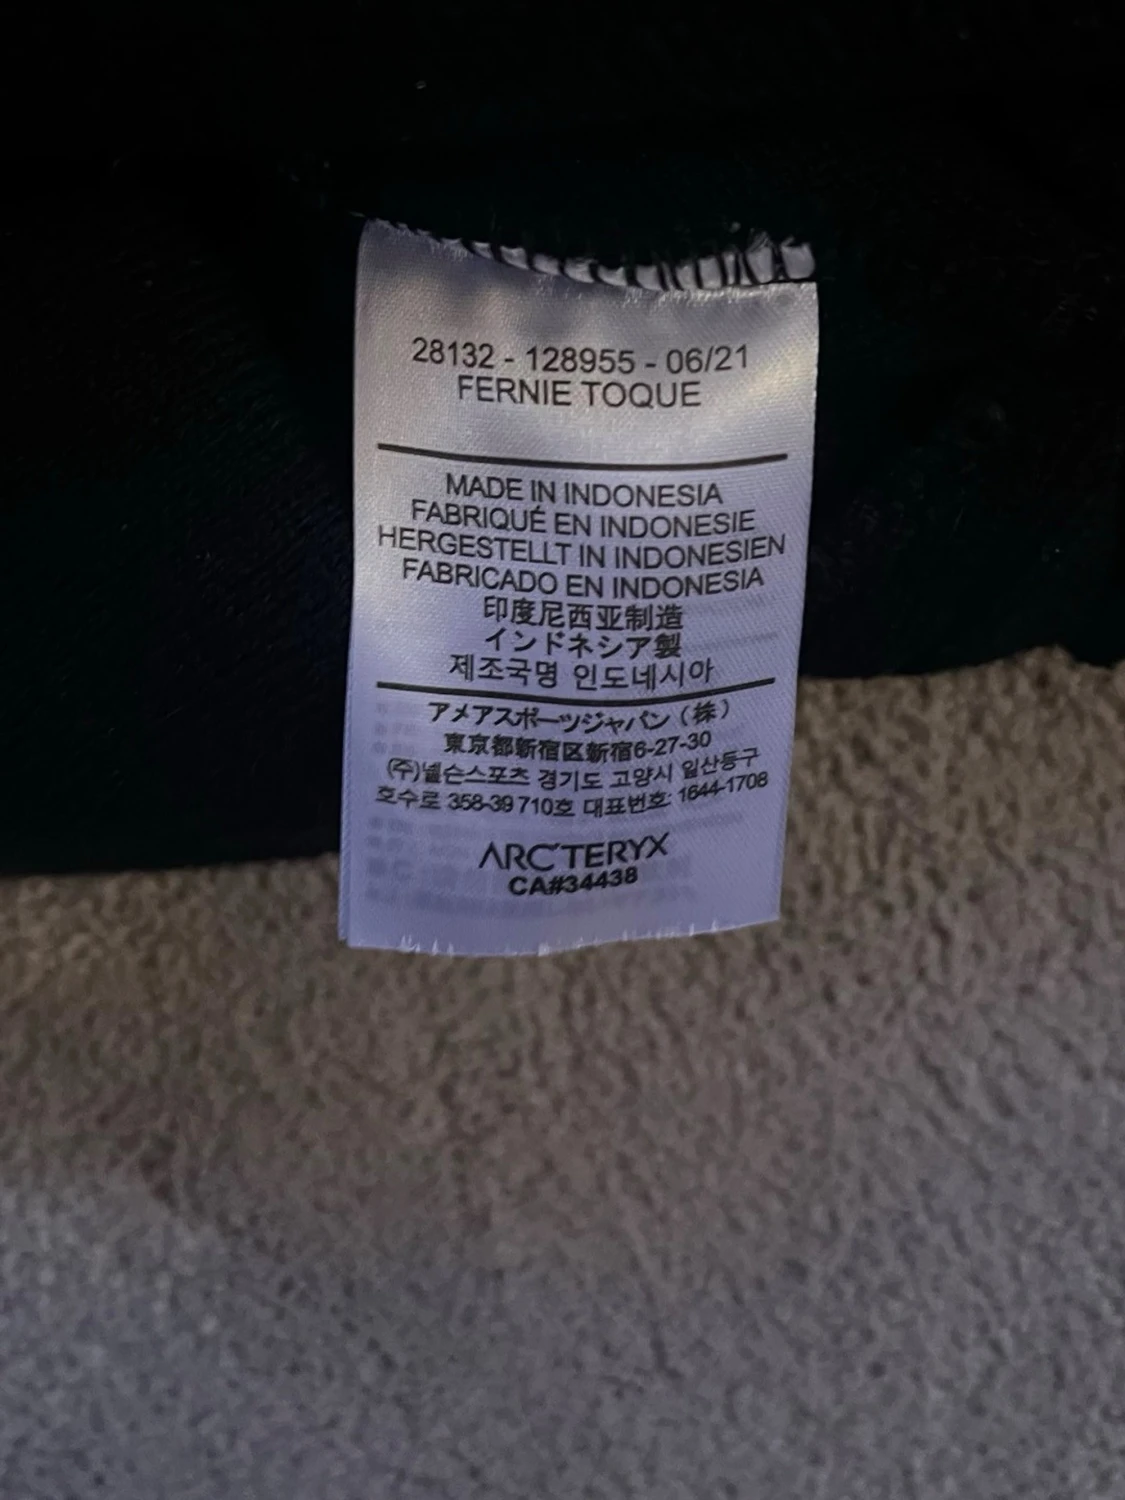 28132 - 128955 - 06/21
FERNIE TOQUE
MADE IN INDONESIA
FABRIQUÉ EN INDONESIE
HERGESTELLT IN INDONESIEN
FABRICADO EN INDONESIA
印度尼西亚制造
インドネシア製
제조국명 인도네시아
アメアスポーツジャパン(株)
東京都新宿区新宿6-27-30
(주)넬슨스포츠 경기도 고양시 일산동구
호수로 358-39 710호 대표번호: 1644-1708
ARC'TERYX
CA#34438